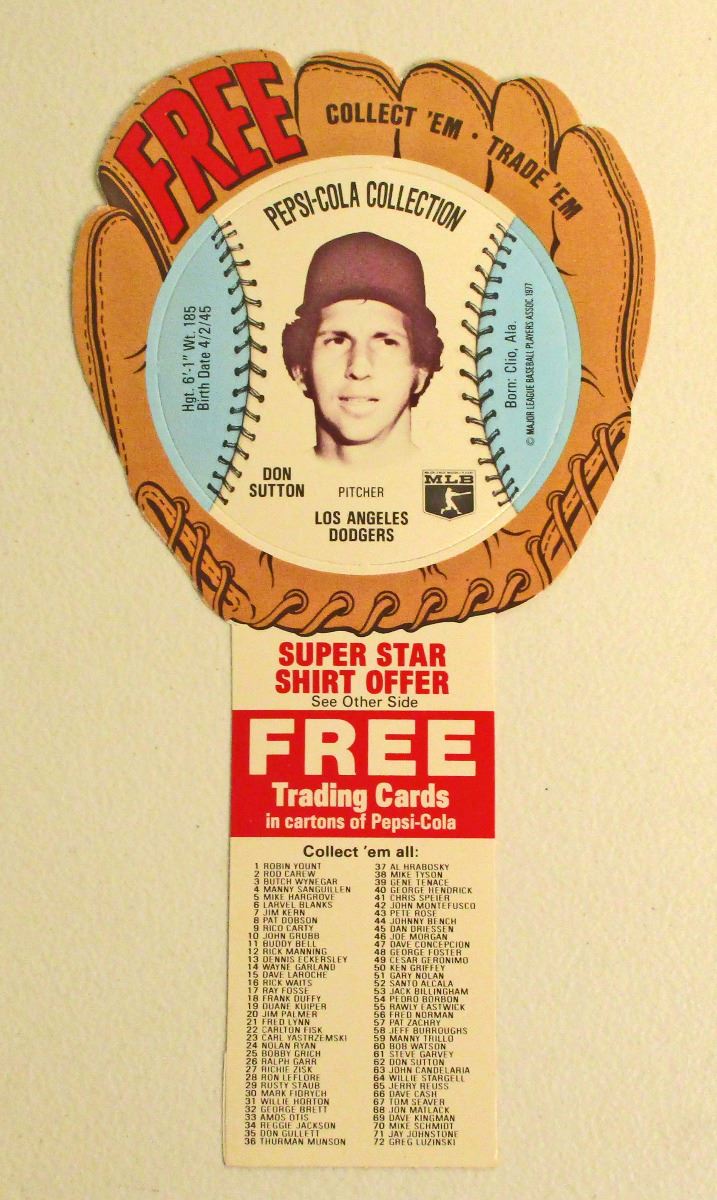 FREE
COLLECT 'EM · TRADE 'EM
PEPSI-COLA COLLECTION
Hgt. 6'-1" Wt. 185
Birth Date 4/2/45
Born: Clio, Ala.
© MAJOR LEAGUE BASEBALL PLAYERS ASSOC. 1977
DON
SUTTON
PITCHER
MLB
LOS ANGELES
DODGERS
SUPER STAR
SHIRT OFFER
See Other Side
FREE
Trading Cards
in cartons of Pepsi-Cola
Collect 'em all:
1 ROBIN YOUNT
2 ROD CAREW
3 BUTCH WYNEGAR
4 MANNY SANGUILLEN
5 MIKE HARGROVE
6 LARVEL BLANKS
7 JIM KERN
8 PAT DOBSON
9 RICO CARTY
10 JOHN GRUBB
11 BUDDY BELL
12 RICK MANNING
13 DENNIS ECKERSLEY
14 WAYNE GARLAND
15 DAVE LAROCHE
16 RICK WAITS
17 RAY FOSSE
18 FRANK DUFFY
19 DUANE KUIPER
20 JIM PALMER
21 FRED LYNN
22 CARLTON FISK
23 CARL YASTRZEMSKI
24 NOLAN RYAN
25 BOBBY GRICH
26 RALPH GARR
27 RICHIE ZISK
28 RON LEFLORE
29 RUSTY STAUB
30 MARK FIDRYCH
31 WILLIE HORTON
32 GEORGE BRETT
33 AMOS OTIS
34 REGGIE JACKSON
35 DON GULLETT
36 THURMAN MUNSON
37 AL HRABOSKY
38 MIKE TYSON
39 GENE TENACE
40 GEORGE HENDRICK
41 CHRIS SPEIER
42 JOHN MONTEFUSCO
43 PETE ROSE
44 JOHNNY BENCH
45 DAN DRIESSEN
46 JOE MORGAN
47 DAVE CONCEPCION
48 GEORGE FOSTER
49 CESAR GERONIMO
50 KEN GRIFFEY
51 GARY NOLAN
52 SANTO ALCALA
53 JACK BILLINGHAM
54 PEDRO BORBON
55 RAWLY EASTWICK
56 FRED NORMAN
57 PAT ZACHRY
58 JEFF BURROUGHS
59 MANNY TRILLO
60 BOB WATSON
61 STEVE GARVEY
62 DON SUTTON
63 JOHN CANDELARIA
64 WILLIE STARGELL
65 JERRY REUSS
66 DAVE CASH
67 TOM SEAVER
68 JON MATLACK
69 DAVE KINGMAN
70 MIKE SCHMIDT
71 JAY JOHNSTONE
72 GREG LUZINSKI